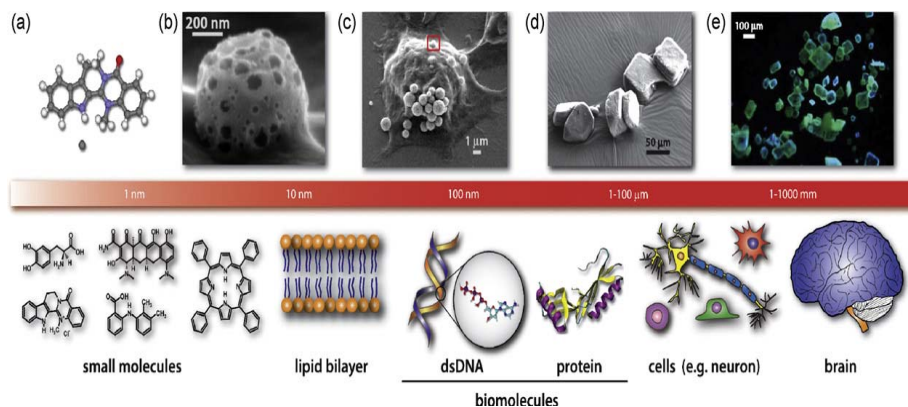 (a)
(b)
(c)
(d)
(e)
200 nm
1 μm
50 μm
100 μm
1 nm
10 nm
100 nm
1-100 μm
1-1000 mm
small molecules
lipid bilayer
dsDNA
protein
cells (e.g. neuron)
brain
biomolecules